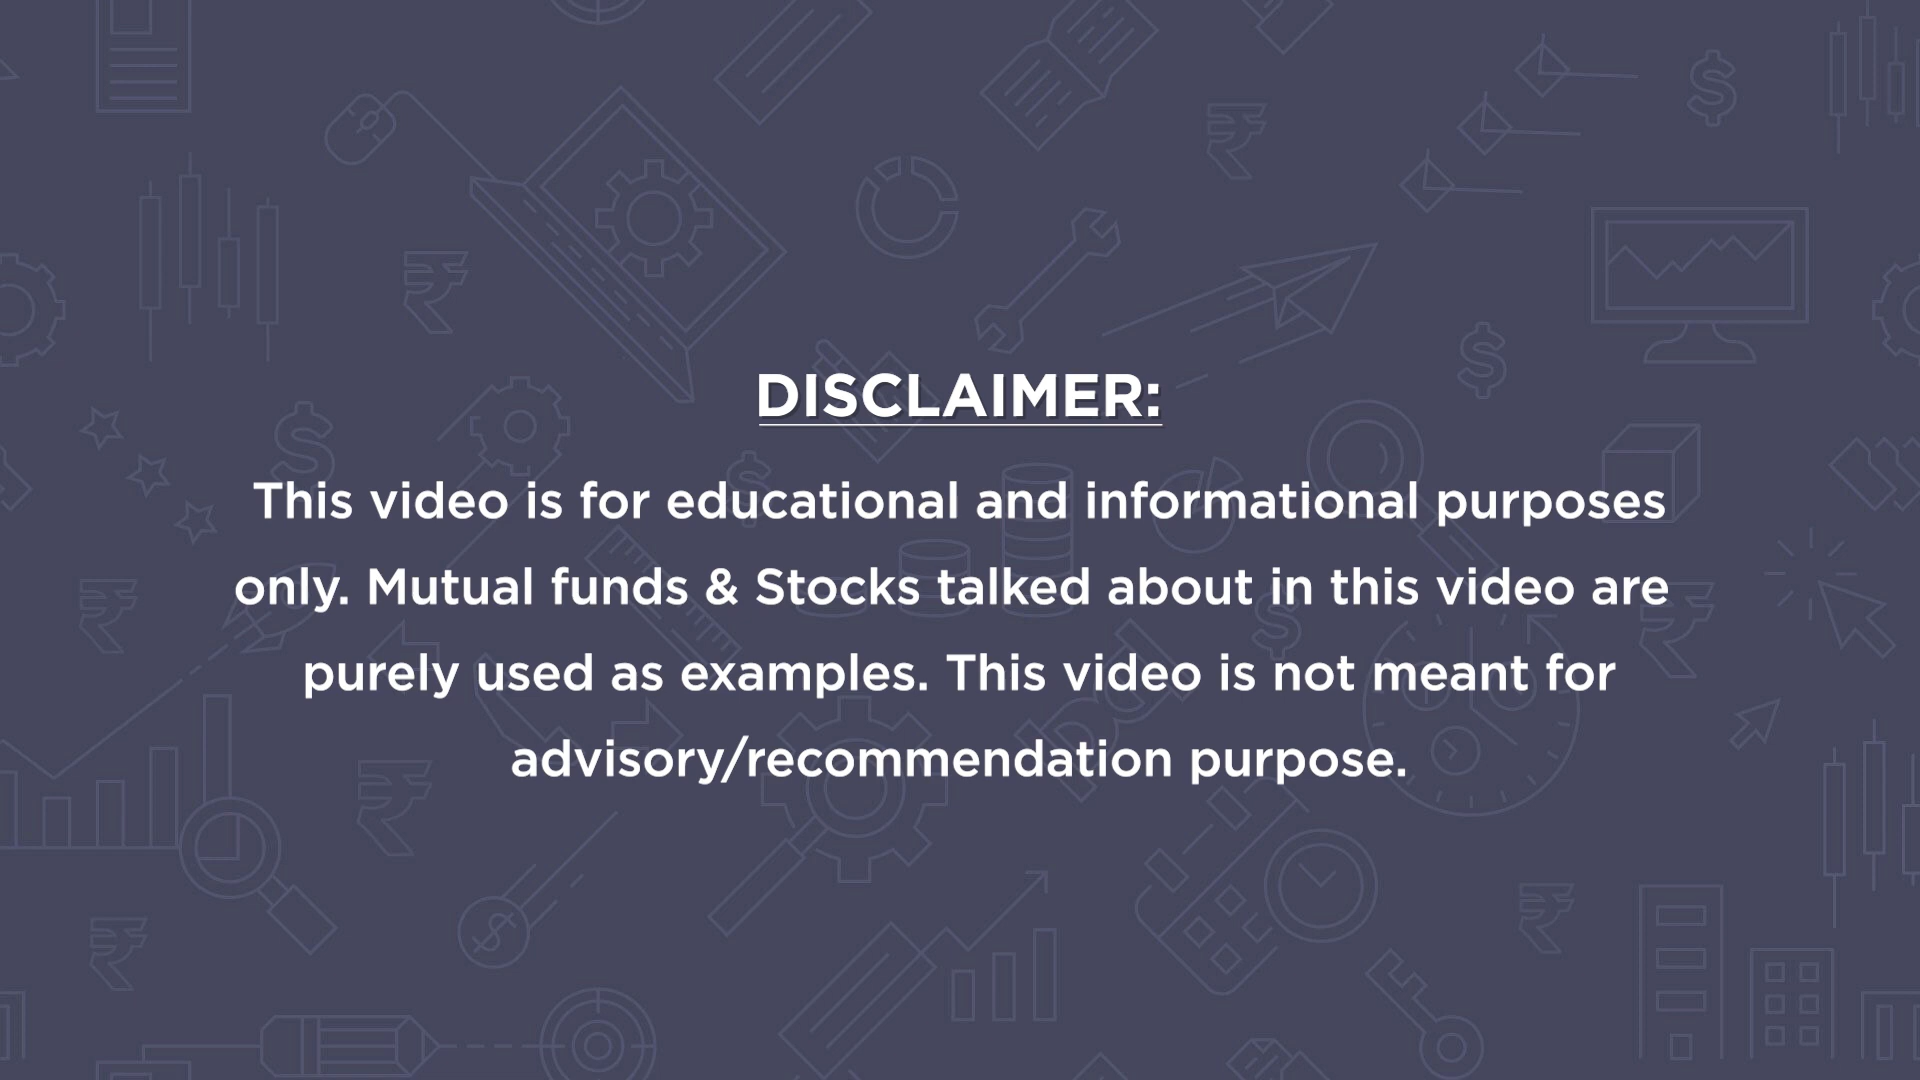 DISCLAIMER:
This video is for educational and informational purposes
only. Mutual funds & Stocks talked about in this video are
purely used as examples. This video is not meant for
advisory/recommendation purpose.